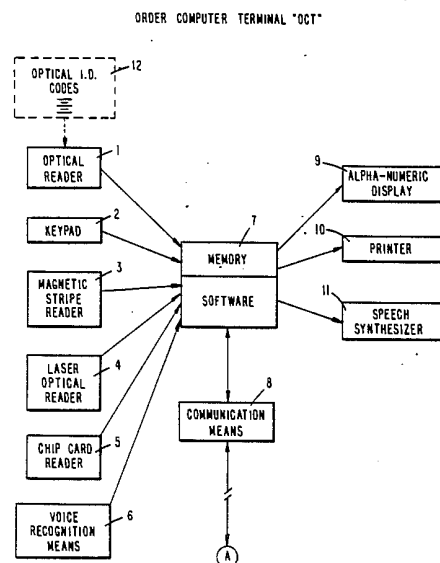 ORDER COMPUTER TERMINAL "OCT"
12
OPTICAL I.D.
CODES
1
OPTICAL
READER
2
KEYPAD
3
MAGNETIC
STRIPE
READER
4
LASER
OPTICAL
READER
5
CHIP CARD
READER
6
VOICE
RECOGNITION
MEANS
7
MEMORY
SOFTWARE
8
COMMUNICATION
MEANS
A
9
ALPHA-NUMERIC
DISPLAY
10
PRINTER
11
SPEECH
SYNTHESIZER